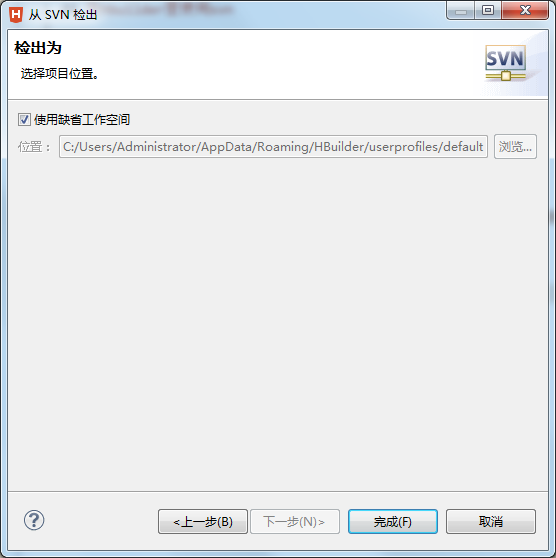 从 SVN 检出
检出为
选择项目位置。
SVN
使用缺省工作空间
位置： C:/Users/Administrator/AppData/Roaming/HBuilder/userprofiles/default 浏览...
<上一步(B) 下一步(N)> 完成(F) 取消